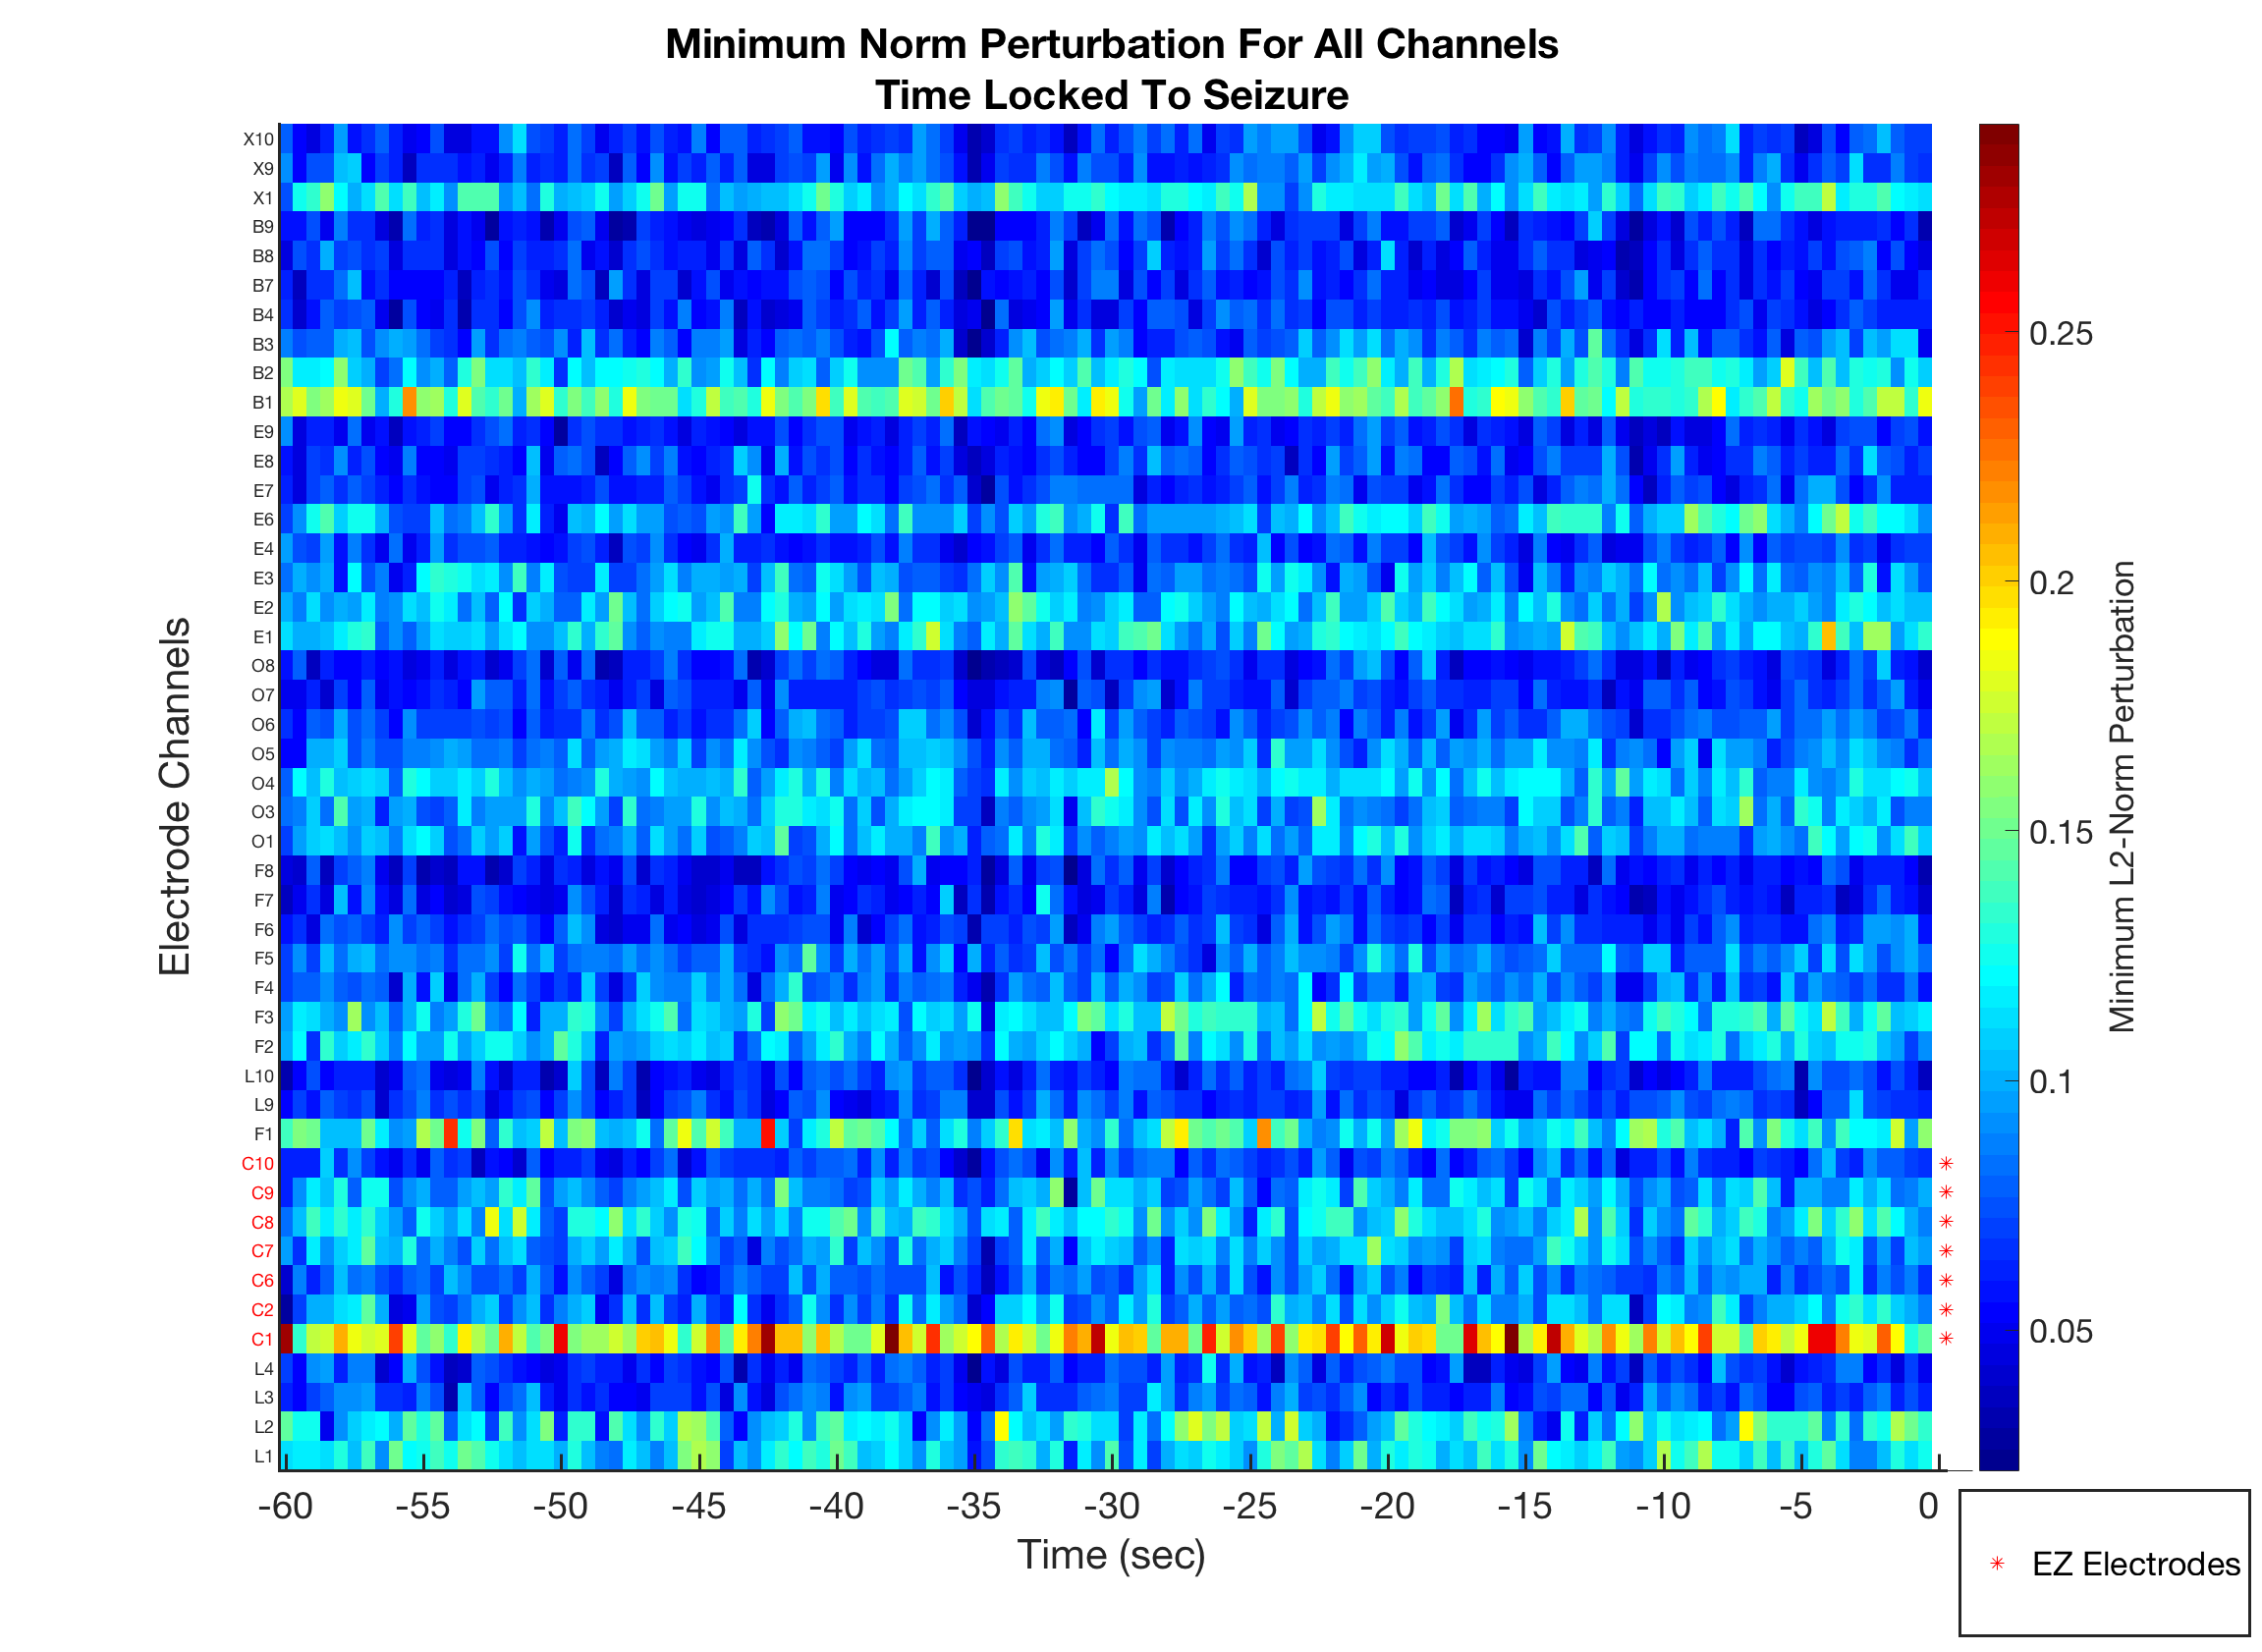 Minimum Norm Perturbation For All Channels
Time Locked To Seizure
Electrode Channels
X10
X9
X1
B9
B8
B7
B4
B3
B2
B1
E9
E8
E7
E6
E4
E3
E2
E1
O8
O7
O6
O5
O4
O3
O1
F8
F7
F6
F5
F4
F3
F2
L10
L9
F1
C10
C9
C8
C7
C6
C2
C1
L4
L3
L2
L1
-60 -55 -50 -45 -40 -35 -30 -25 -20 -15 -10 -5 0
Time (sec)
0.25
0.2
0.15
0.1
0.05
Minimum L2-Norm Perturbation
EZ Electrodes